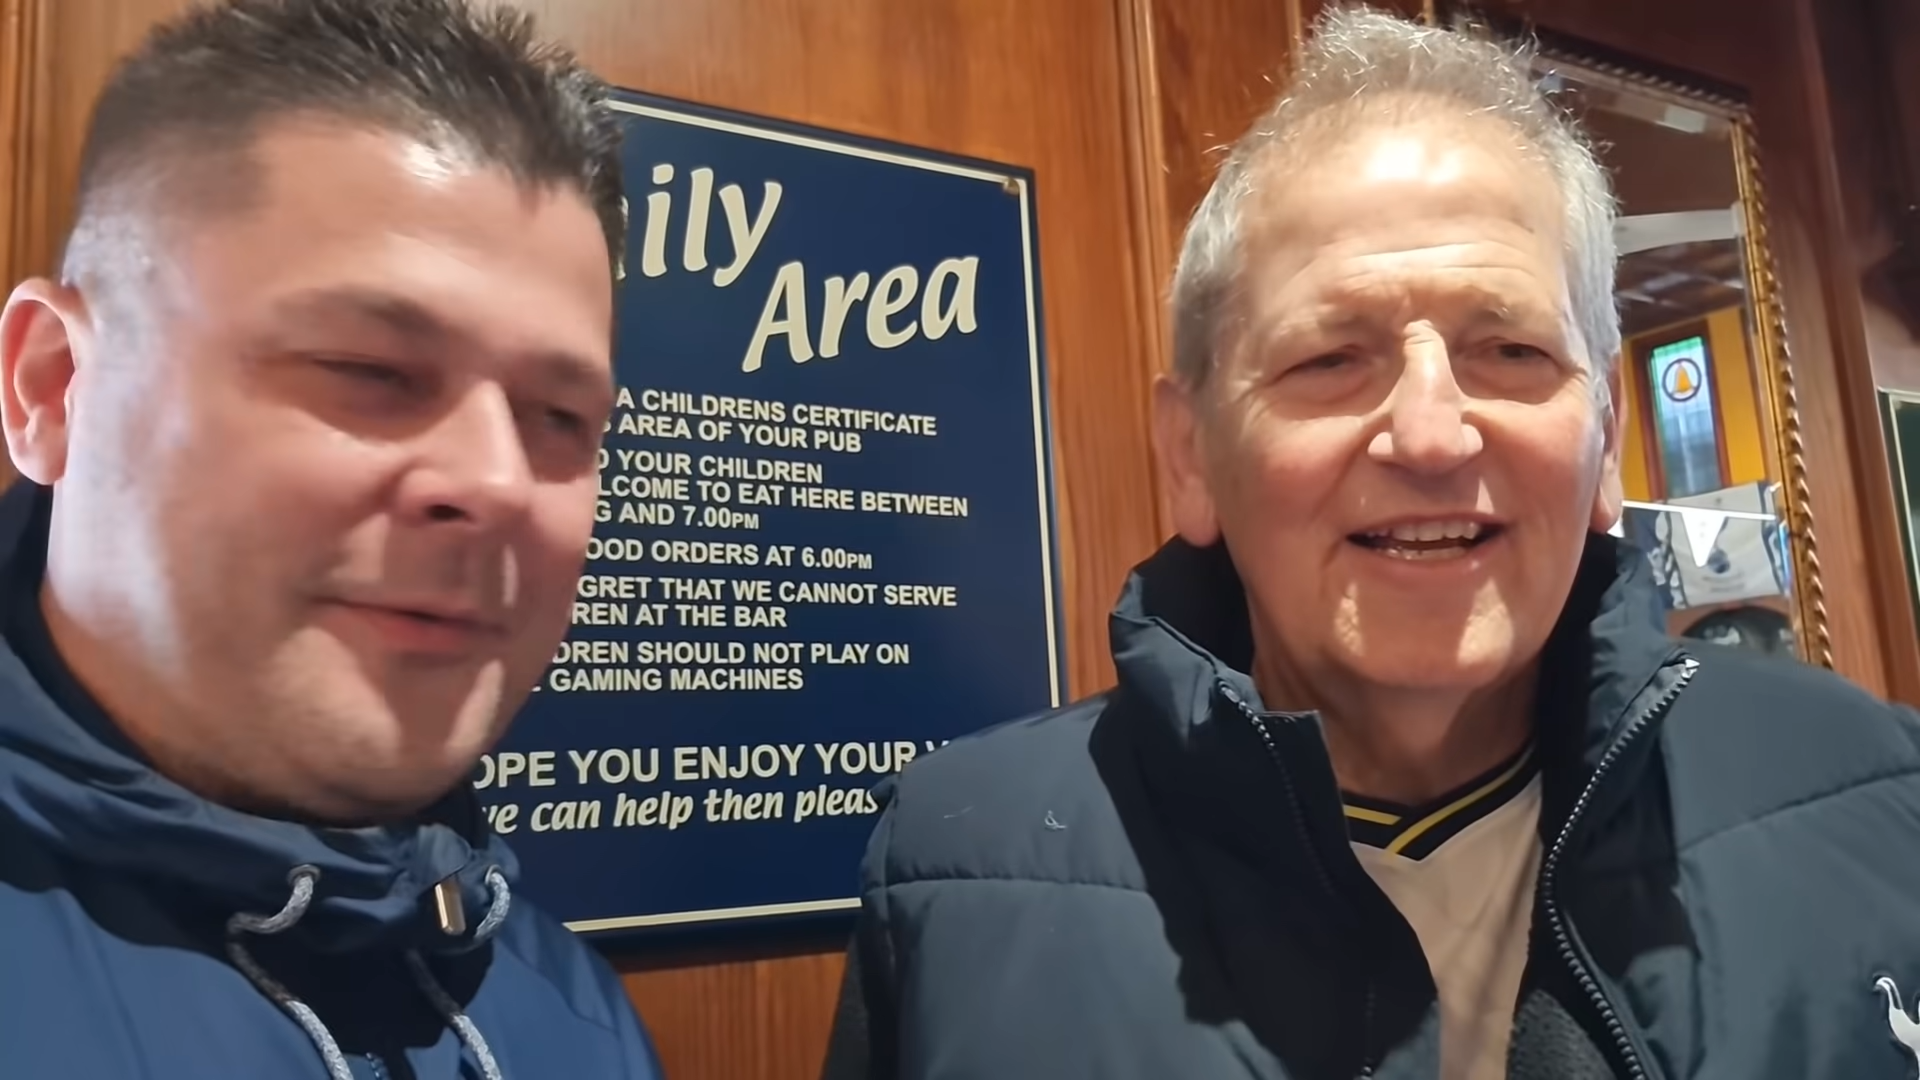 ily
Area
A CHILDRENS CERTIFICATE
AREA OF YOUR PUB
YOUR CHILDREN
LCOME TO EAT HERE BETWEEN
G AND 7.00PM
OOD ORDERS AT 6.00PM
GRET THAT WE CANNOT SERVE
REN AT THE BAR
DREN SHOULD NOT PLAY ON
GAMING MACHINES
OPE YOU ENJOY YOUR
we can help then pleas